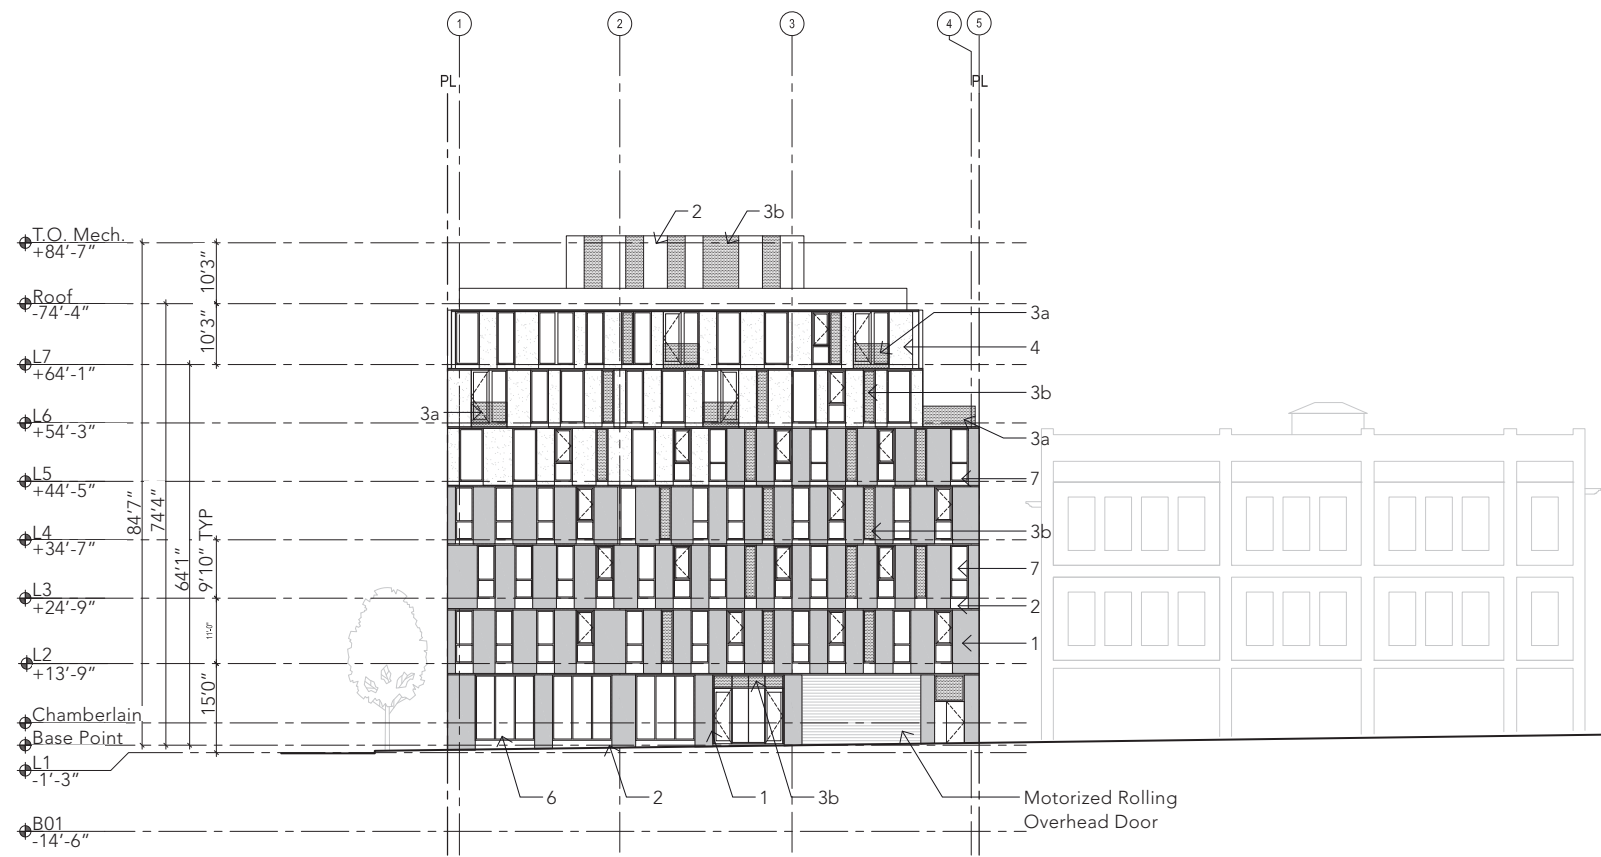 1
2
3
4
5
PL
PL
2
3b
T.O. Mech.
+84'-7"
Roof
-74'-4"
L7
+64'-1"
L6
+54'-3"
L5
+44'-5"
L4
+34'-7"
L3
+24'-9"
L2
+13'-9"
Chamberlain
Base Point
L1
-1'-3"
B01
-14'-6"
84'7"
74'4"
64'1"
10'3"
10'3"
9'10" TYP
11'-0"
15'0"
3a
3a
4
3b
3a
7
3b
7
2
1
6
2
1
3b
Motorized Rolling
Overhead Door